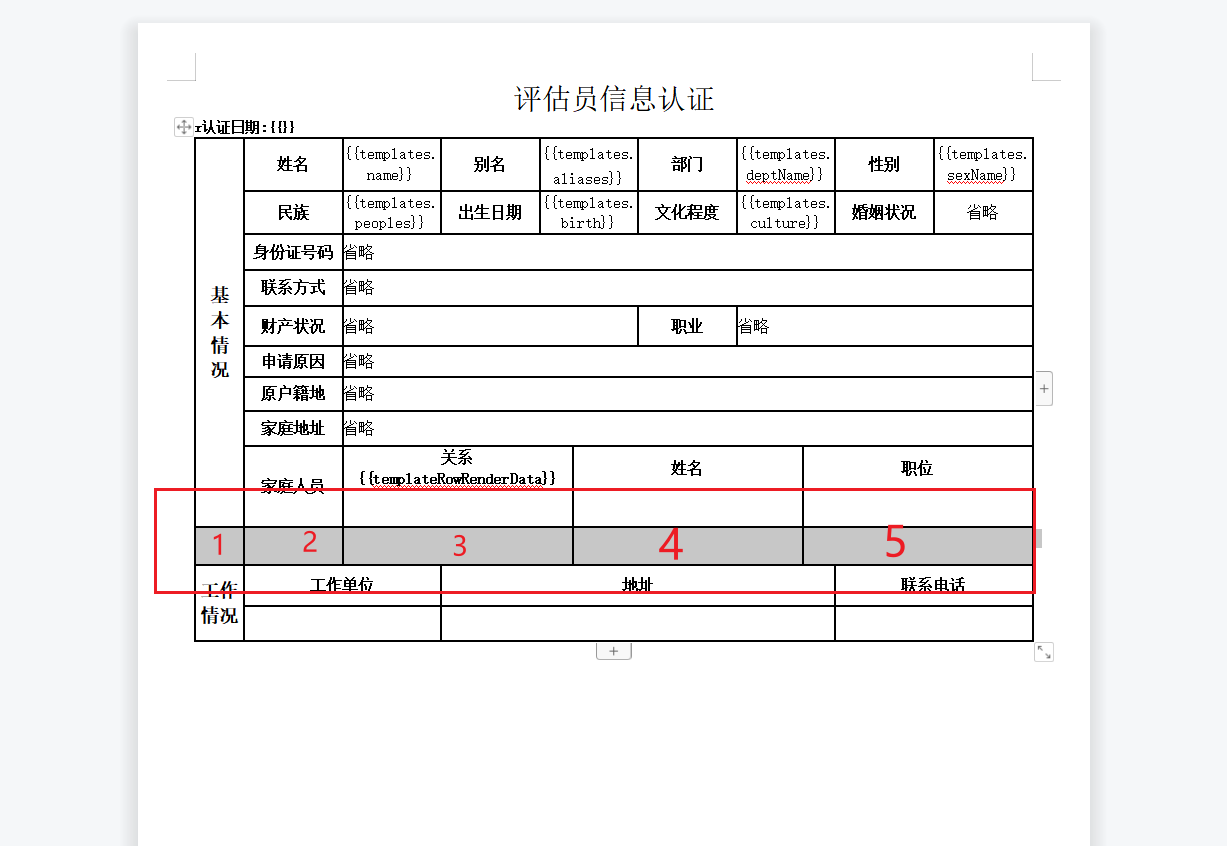 评估员信息认证
r认证日期:{{}}
姓名 {{templates.name}} 别名 {{templates.aliases}} 部门 {{templates.deptName}} 性别 {{templates.sexName}}
民族 {{templates.peoples}} 出生日期 {{templates.birth}} 文化程度 {{templates.culture}} 婚姻状况 省略
身份证号码 省略
联系方式 省略
基本情况
财产状况 省略 职业 省略
申请原因 省略
原户籍地 省略
家庭地址 省略
家庭人员 关系 {{templateRowRenderData}} 姓名 职位
1 2 3 4 5
工作情况 工作单位 地址 联系电话